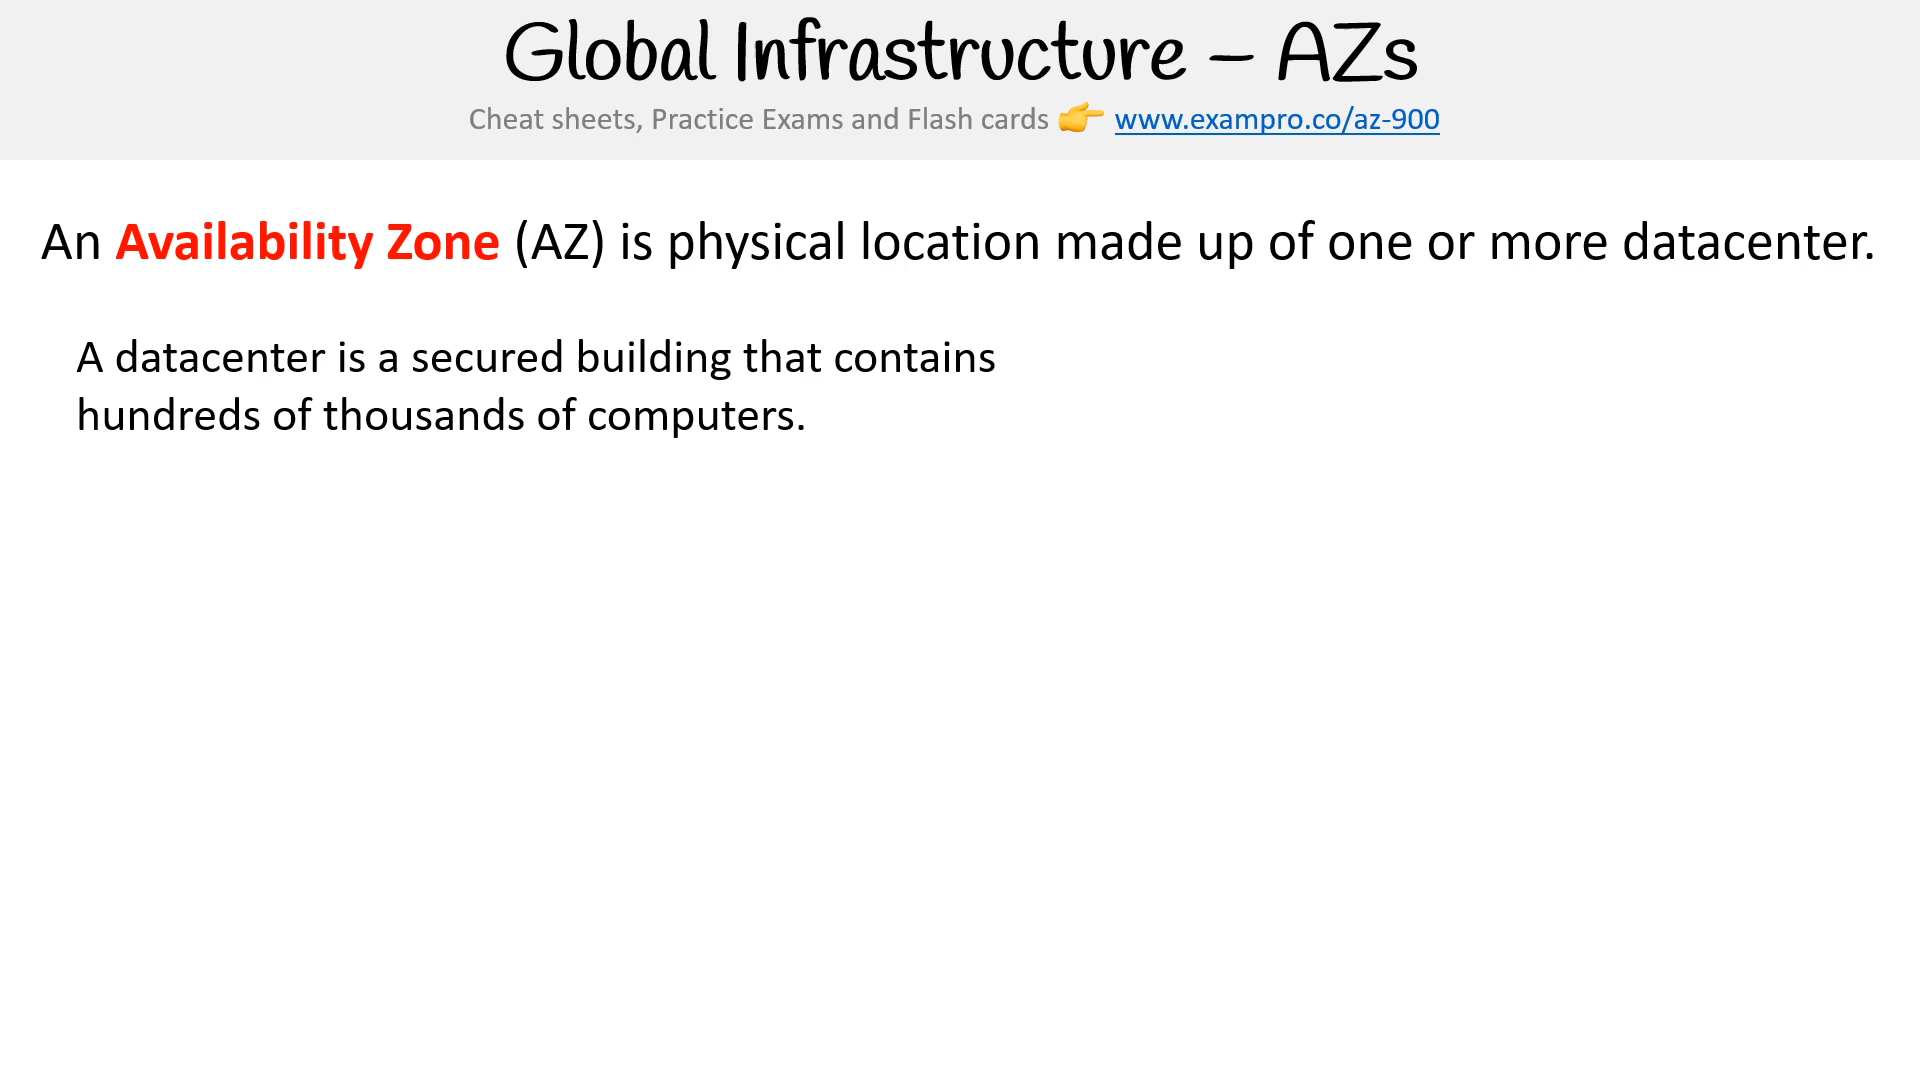 Global Infrastructure – AZs
Cheat sheets, Practice Exams and Flash cards 👉 www.exampro.co/az-900
An Availability Zone (AZ) is physical location made up of one or more datacenter.
A datacenter is a secured building that contains
hundreds of thousands of computers.